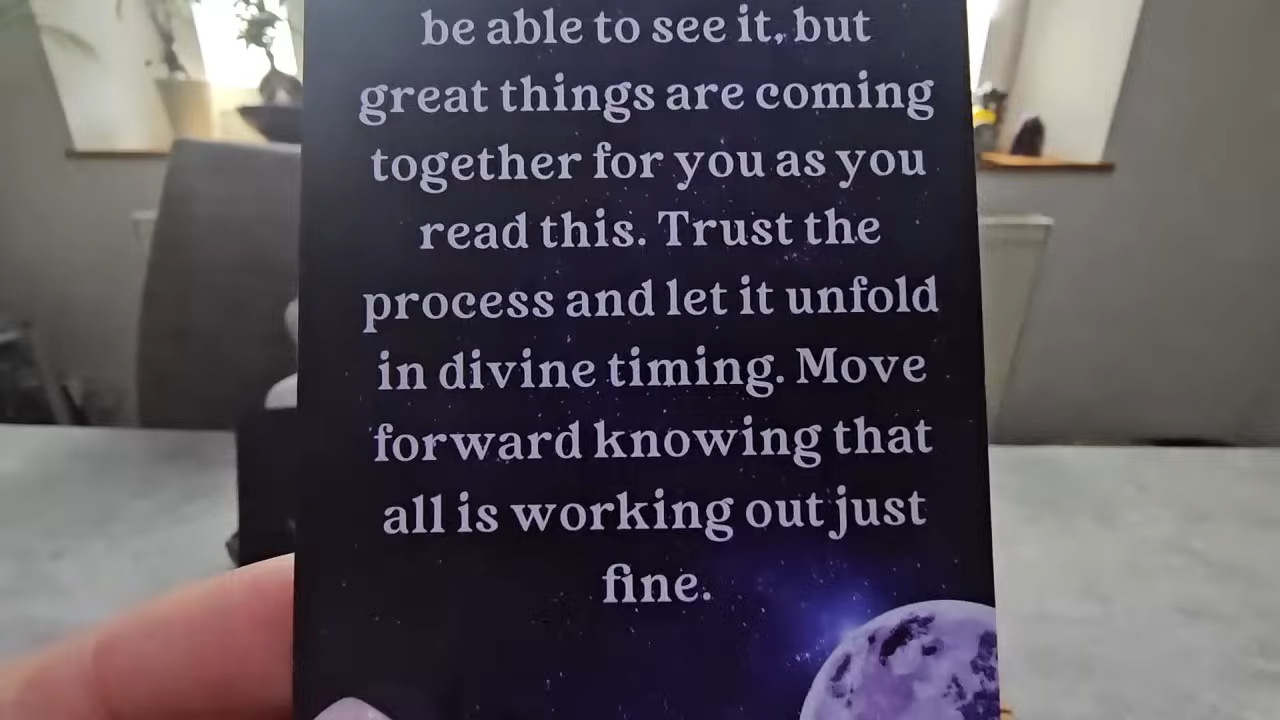 be able to see it, but
great things are coming
together for you as you
read this. Trust the
process and let it unfold
in divine timing. Move
forward knowing that
all is working out just
fine.